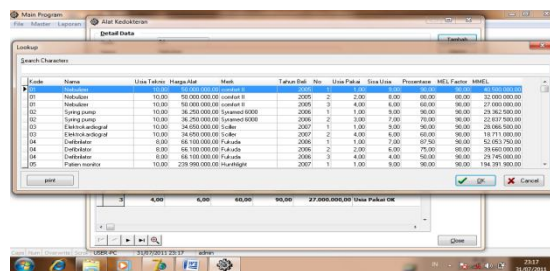 Main Program
File Master Laporan
Alat Kedokteran
Detail Data
Tambah
Lookup
Search Characters
Kode Nama Usia Teknis Harga Alat Merk Tahun Beli No Usia Pakai Sisa Usia Prosentase MEL Factor MMEL
01 Nebulizer 10,00 50.000.000,00 comfort II 2005 1 1,00 9,00 90,00 90,00 40.500.000,00
01 Nebulizer 10,00 50.000.000,00 comfort II 2005 2 2,00 8,00 80,00 80,00 32.000.000,00
01 Nebulizer 10,00 50.000.000,00 comfort II 2005 3 4,00 6,00 60,00 90,00 27.000.000,00
02 Syring pump 10,00 36.250.000,00 Syramed 6000 2006 1 1,00 9,00 90,00 90,00 29.362.500,00
02 Syring pump 10,00 36.250.000,00 Syramed 6000 2006 2 3,00 7,00 70,00 90,00
03 Elektrokardiograf 10,00 34.650.000,00 Sciller 2007 1 1,00 9,00 90,00 90,00 28.066.500,00
03 Elektrokardiograf 10,00 34.650.000,00 Sciller 2007 2 4,00 6,00 60,00 90,00 18.711.000,00
04 Defibrilator 8,00 66.100.000,00 Fukuda 2006 1 1,00 7,00 87,50 90,00 52.053.750,00
04 Defibrilator 8,00 66.100.000,00 Fukuda 2006 2 2,00 6,00 75,00 80,00 39.660.000,00
04 Defibrilator 8,00 66.100.000,00 Fukuda 2006 3 4,00 4,00 50,00 90,00 29.745.000,00
05 Patien monitor 10,00 239.990.000,00 Huntleight 2007 1 1,00 9,00 90,00 90,00 194.391.900,00
print
OK
Cancel
3 4,00 6,00 60,00 90,00 27.000.000,00 Usia Pakai OK
Close
Caps Num Overwrite Scroll USER-PC 31/07/2011 23:17 admin
IN
23:17
31/07/2011